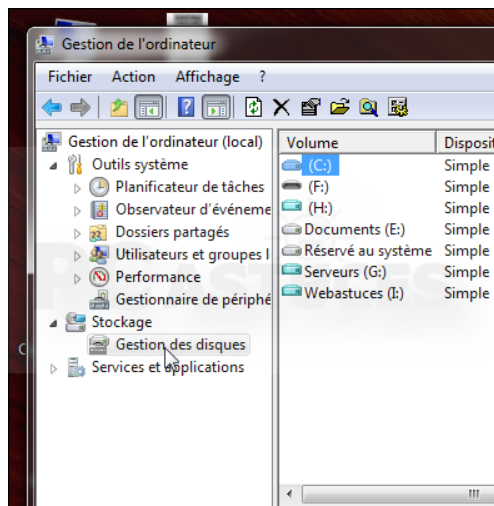 Gestion de l'ordinateur
Fichier Action Affichage ?
Gestion de l'ordinateur (local)
Outils système
Planificateur de tâches
Observateur d'événeme
Dossiers partagés
Utilisateurs et groupes l
Performance
Gestionnaire de périphé
Stockage
Gestion des disques
Services et applications
Volume Disposit
(C:) Simple
(F:) Simple
(H:) Simple
Documents (E:) Simple
Réservé au système Simple
Serveurs (G:) Simple
Webastuces (I:) Simple
PC ASTUCES